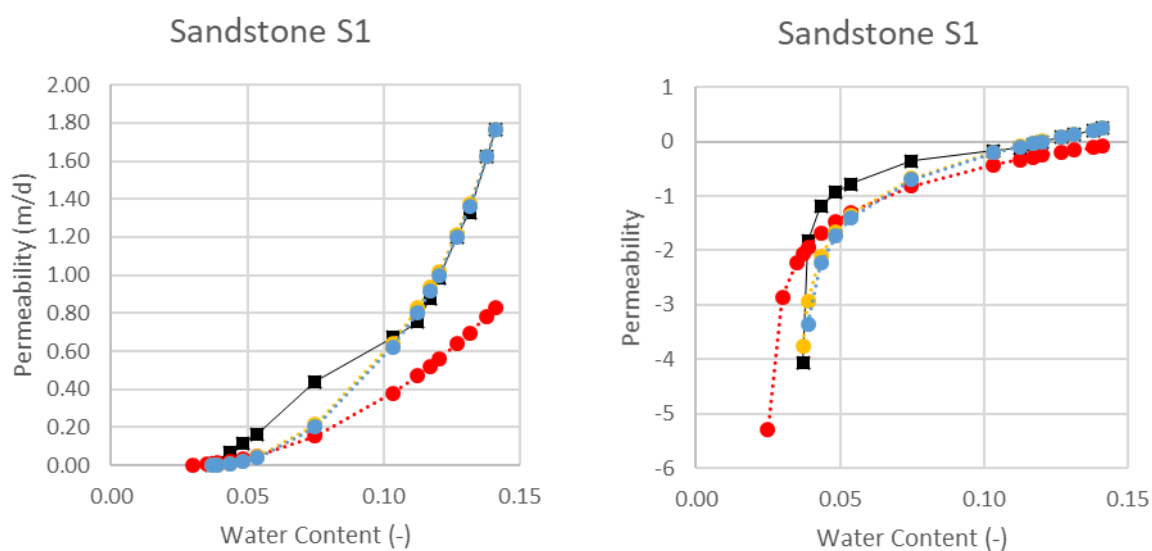 Sandstone S1
Permeability (m/d)
2.00
1.80
1.60
1.40
1.20
1.00
0.80
0.60
0.40
0.20
0.00
0.00 0.05 0.10 0.15
Water Content (-)
Sandstone S1
Permeability
1
0
-1
-2
-3
-4
-5
-6
0.00 0.05 0.10 0.15
Water Content (-)